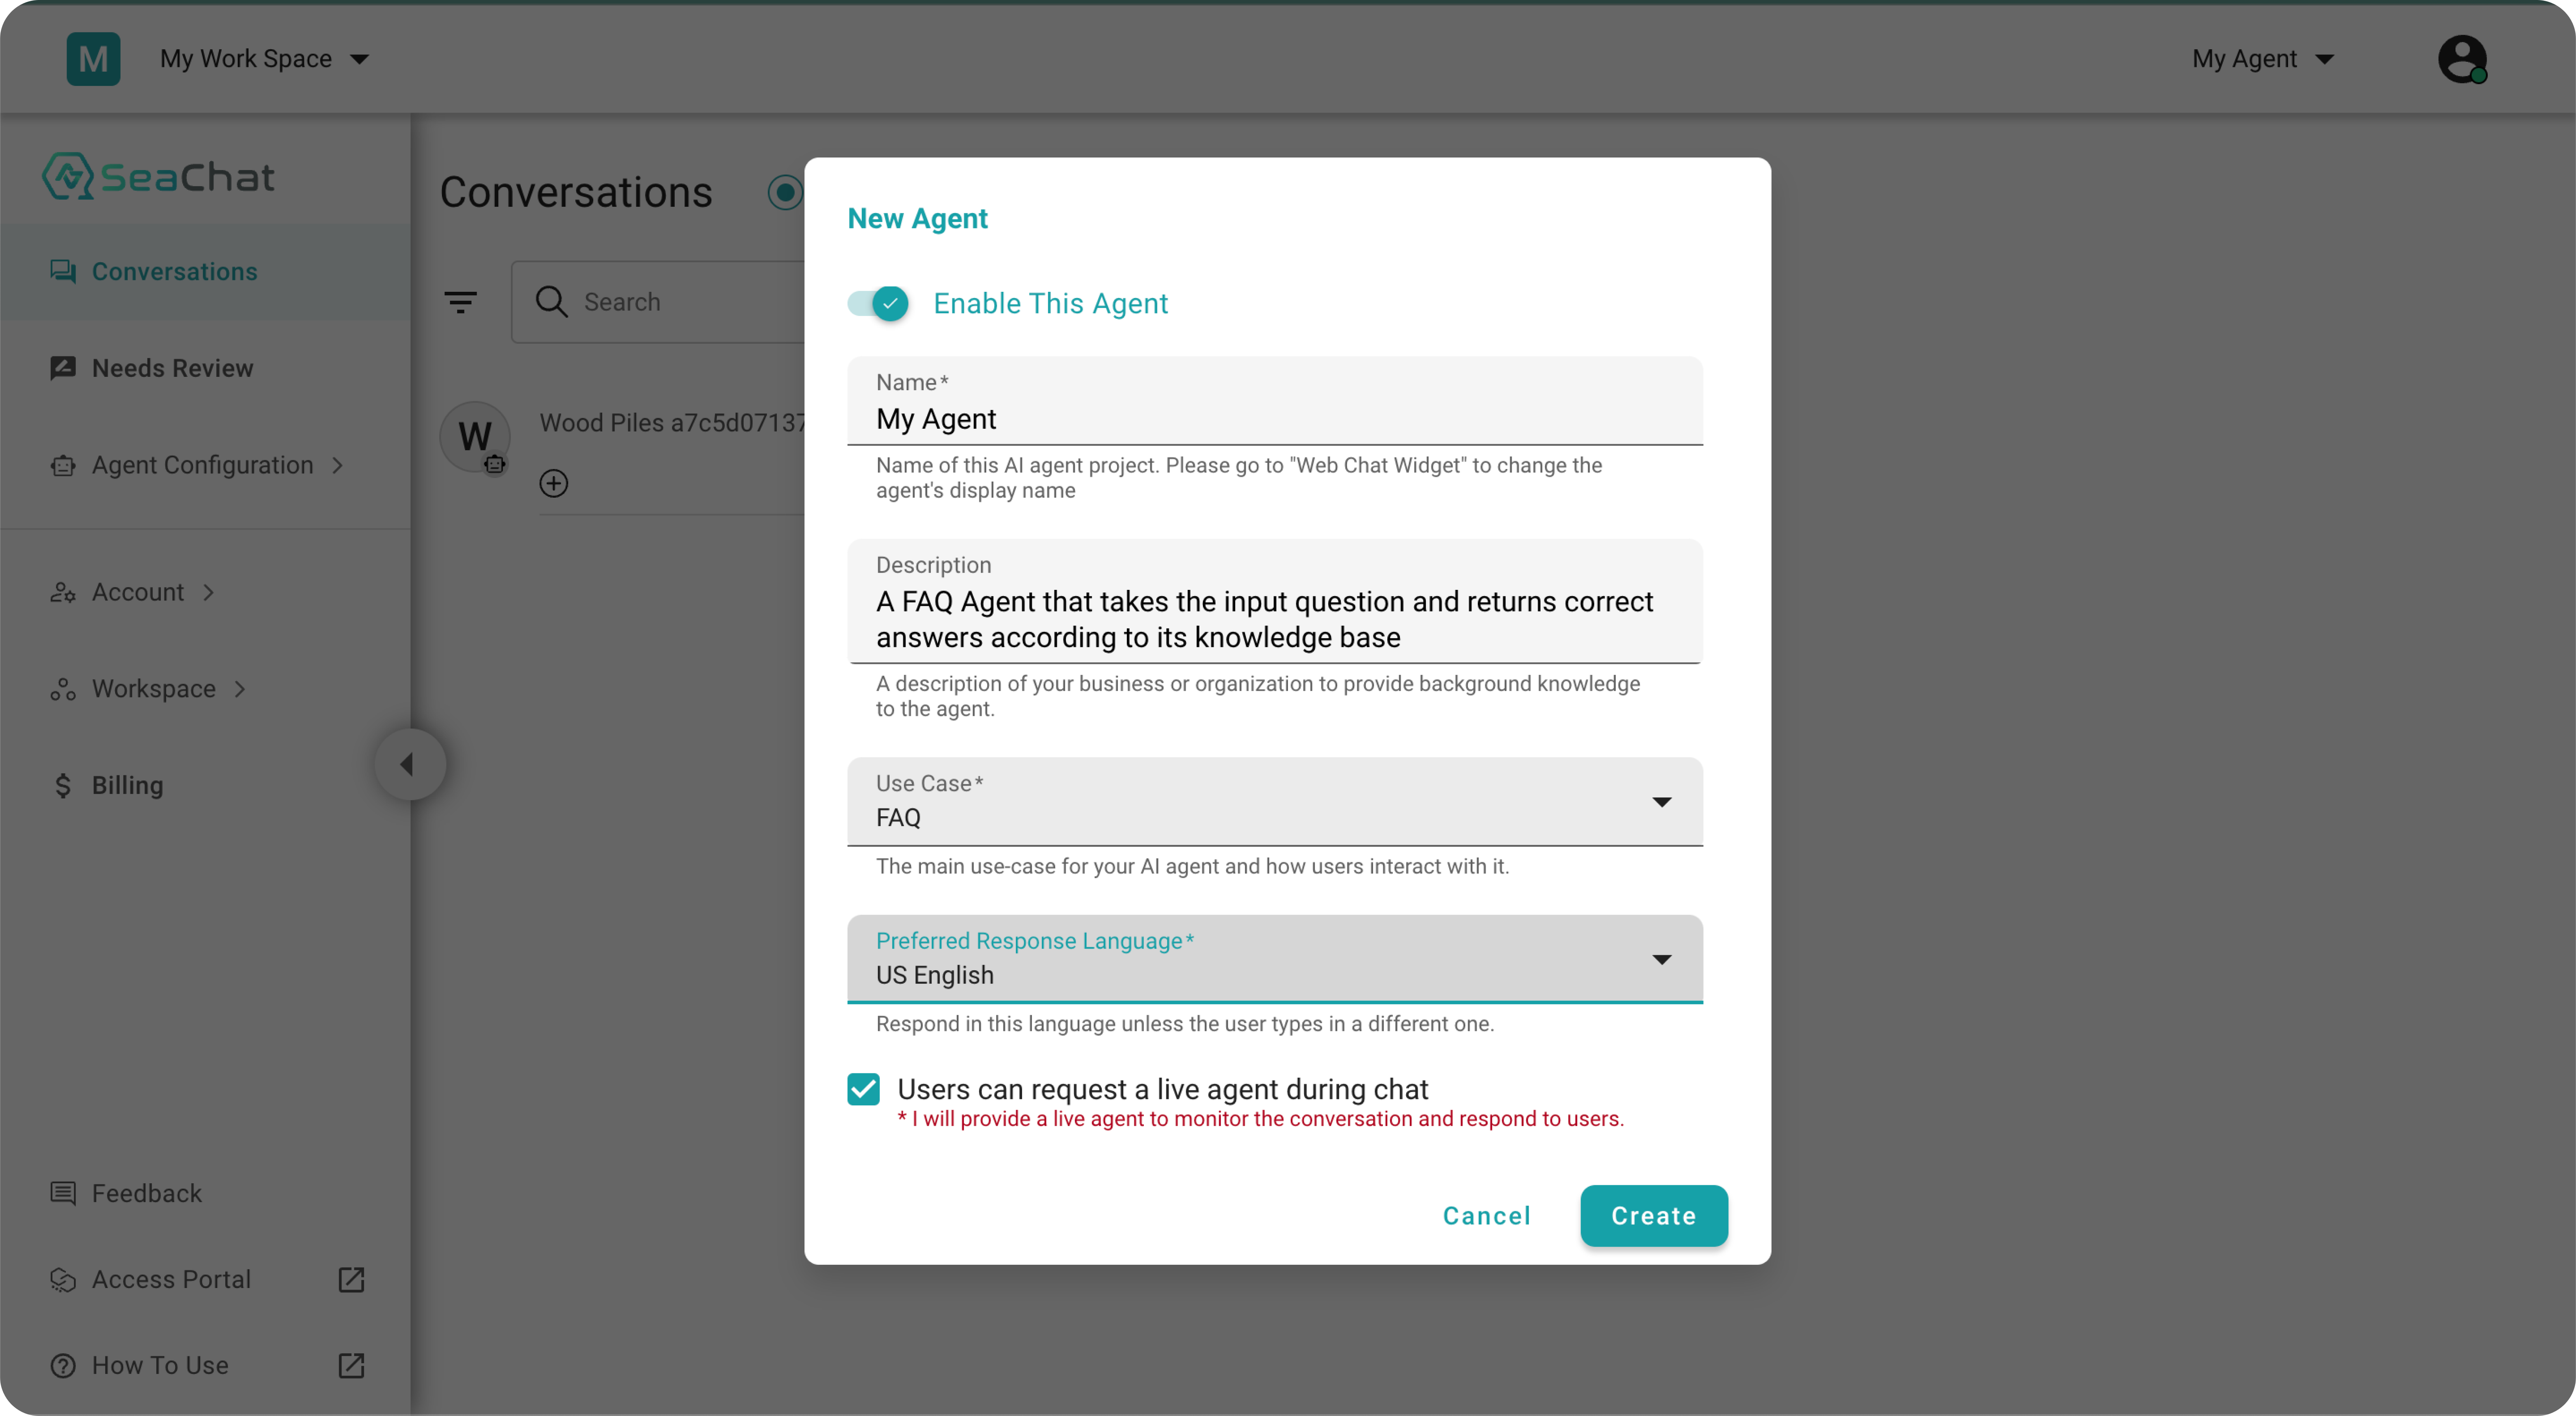 M My Work Space
My Agent
SeaChat
Conversations
Needs Review
Agent Configuration
Account
Workspace
Billing
Feedback
Access Portal
How To Use
Conversations
Search
W
Wood Piles a7c5d07137
New Agent
Enable This Agent
Name*
My Agent
Name of this AI agent project. Please go to "Web Chat Widget" to change the
agent's display name
Description
A FAQ Agent that takes the input question and returns correct
answers according to its knowledge base
A description of your business or organization to provide background knowledge
to the agent.
Use Case*
FAQ
The main use-case for your AI agent and how users interact with it.
Preferred Response Language*
US English
Respond in this language unless the user types in a different one.
Users can request a live agent during chat
* I will provide a live agent to monitor the conversation and respond to users.
Cancel
Create